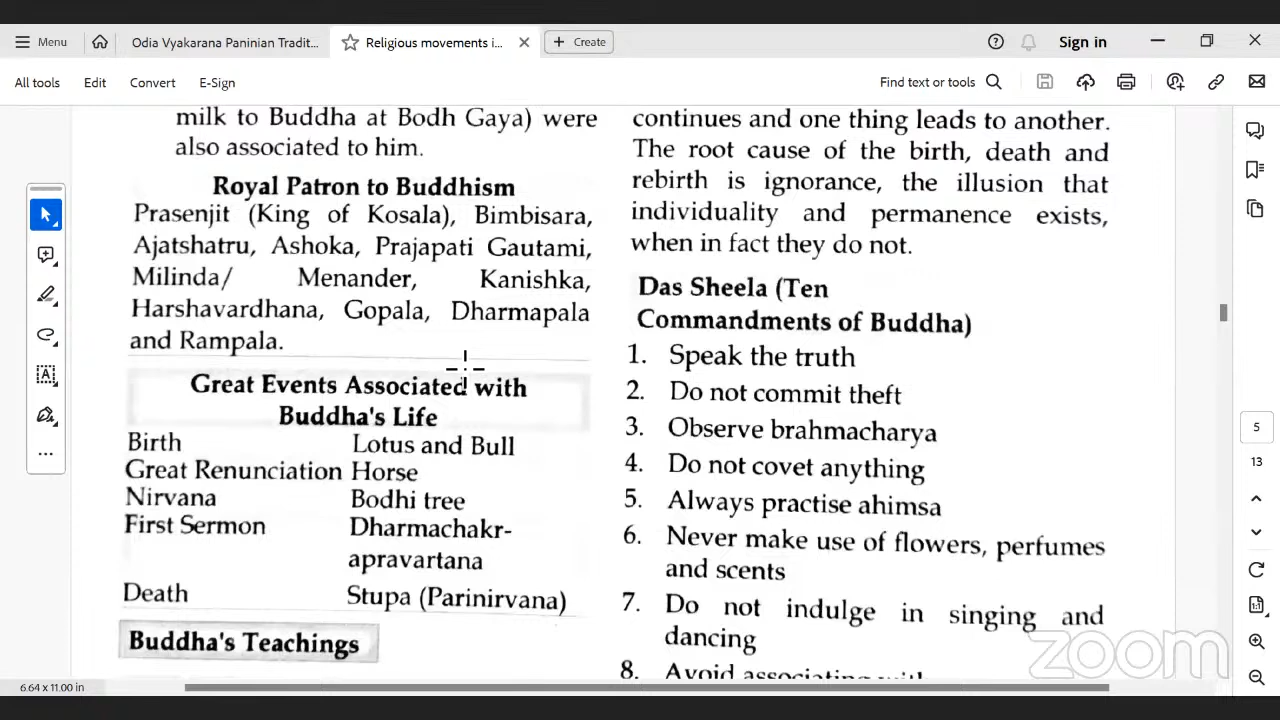 Menu
Odia Vyakarana Paninian Tradit...
Religious movements i...
Create
Sign in
All tools
Edit
Convert
E-Sign
Find text or tools
milk to Buddha at Bodh Gaya) were
also associated to him.
Royal Patron to Buddhism
Prasenjit (King of Kosala), Bimbisara,
Ajatshatru, Ashoka, Prajapati Gautami,
Milinda/ Menander, Kanishka,
Harshavardhana, Gopala, Dharmapala
and Rampala.
Great Events Associated with
Buddha's Life
Birth Lotus and Bull
Great Renunciation Horse
Nirvana Bodhi tree
First Sermon Dharmachakr-
apravartana
Death Stupa (Parinirvana)
Buddha's Teachings
continues and one thing leads to another.
The root cause of the birth, death and
rebirth is ignorance, the illusion that
individuality and permanence exists,
when in fact they do not.
Das Sheela (Ten
Commandments of Buddha)
1. Speak the truth
2. Do not commit theft
3. Observe brahmacharya
4. Do not covet anything
5. Always practise ahimsa
6. Never make use of flowers, perfumes
and scents
7. Do not indulge in singing and
dancing
8. Avoid associating with
5
13
6.64 x 11.00 in
zoom